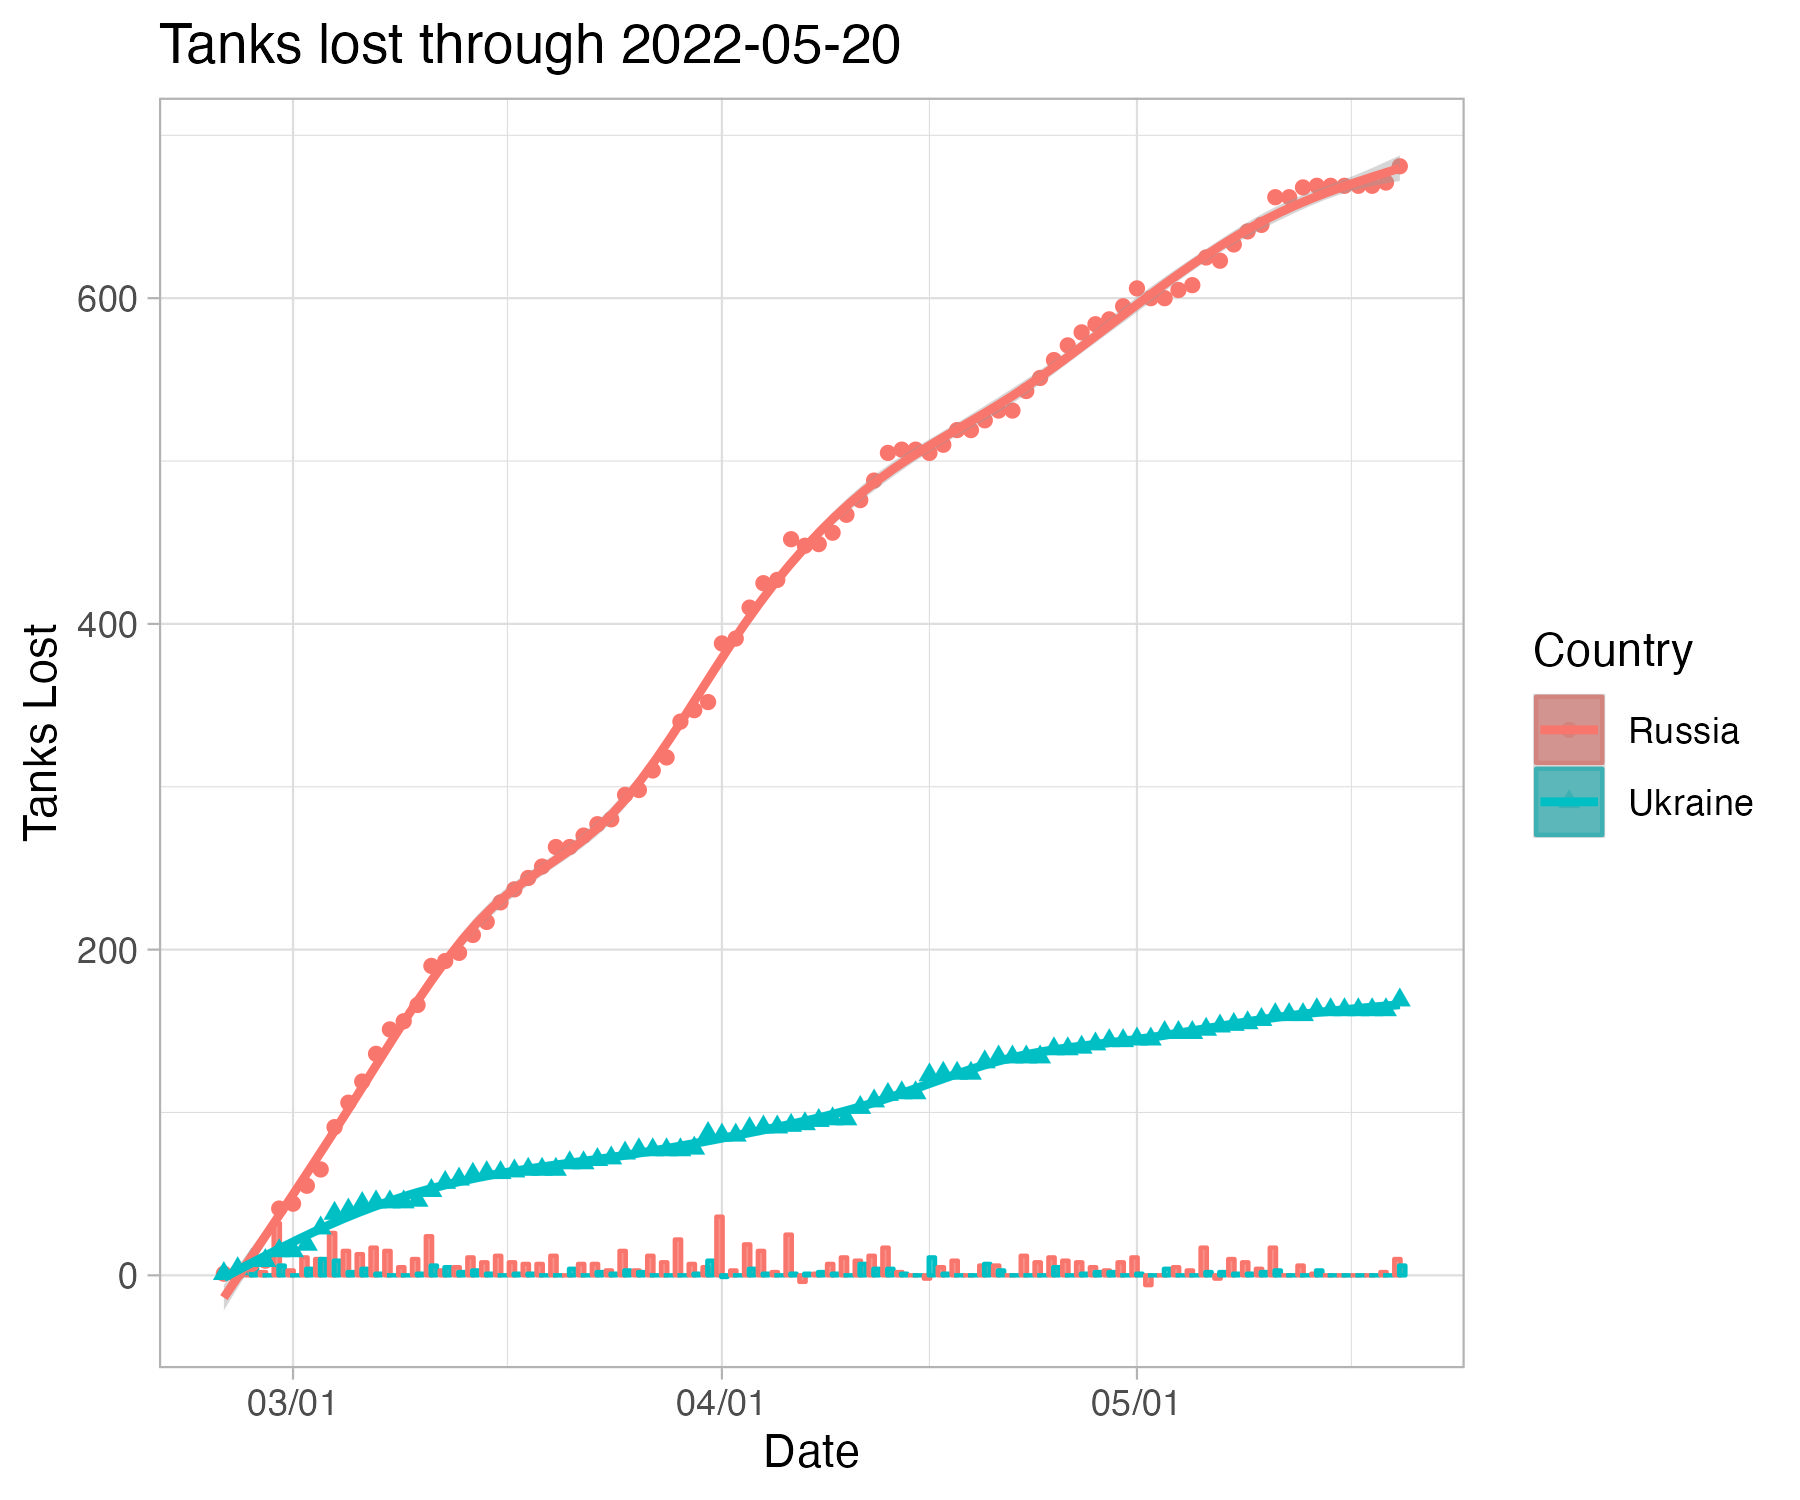 Tanks lost through 2022-05-20
600
400
200
0
Tanks Lost
03/01
04/01
05/01
Date
Country
Russia
Ukraine